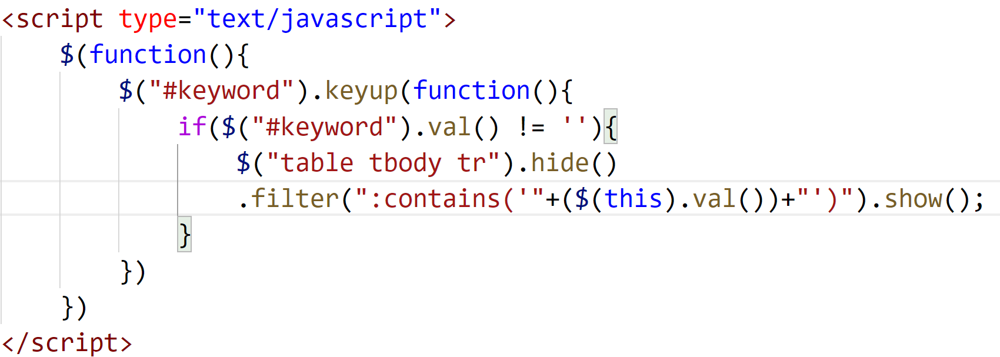 <script type="text/javascript">
    $(function(){
        $("#keyword").keyup(function(){
            if($("#keyword").val() != ''){
                $("table tbody tr").hide()
                .filter(":contains('"+($(this).val())+"')").show();
            }
        })
    })
</script>